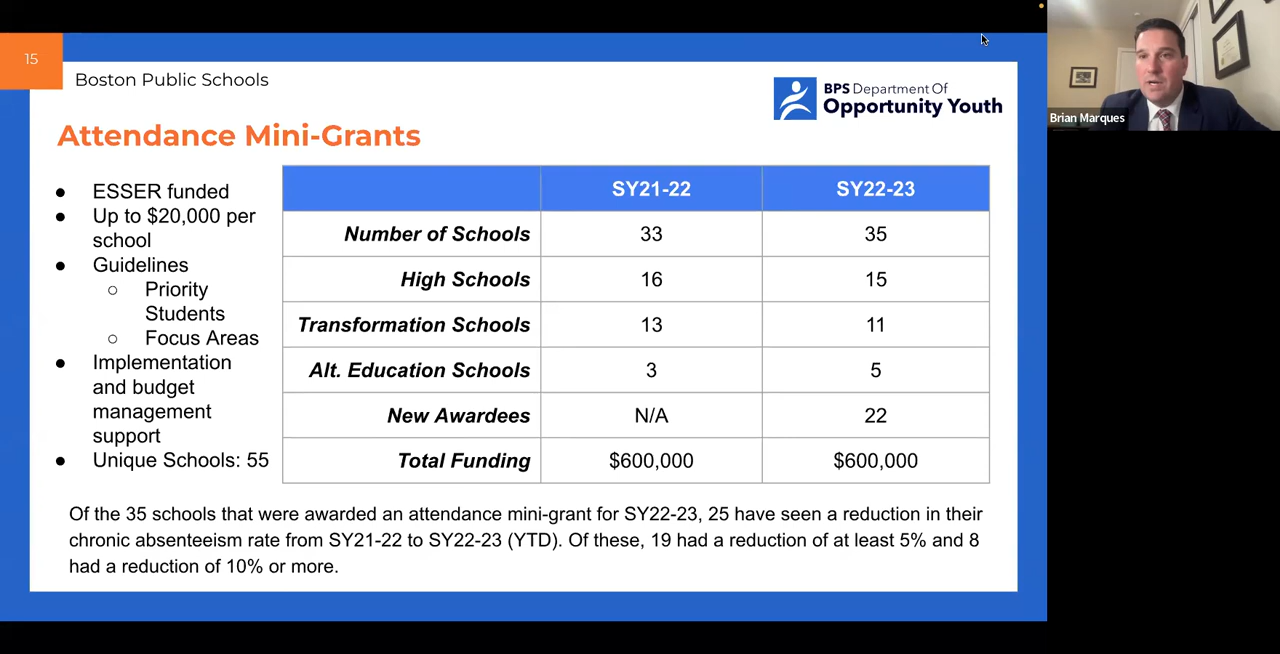 15
Boston Public Schools
BPS Department Of
Opportunity Youth
Attendance Mini-Grants
● ESSER funded
● Up to $20,000 per
school
● Guidelines
○ Priority
Students
○ Focus Areas
● Implementation
and budget
management
support
● Unique Schools: 55
SY21-22 SY22-23
Number of Schools 33 35
High Schools 16 15
Transformation Schools 13 11
Alt. Education Schools 3 5
New Awardees N/A 22
Total Funding $600,000 $600,000
Of the 35 schools that were awarded an attendance mini-grant for SY22-23, 25 have seen a reduction in their
chronic absenteeism rate from SY21-22 to SY22-23 (YTD). Of these, 19 had a reduction of at least 5% and 8
had a reduction of 10% or more.
Brian Marques